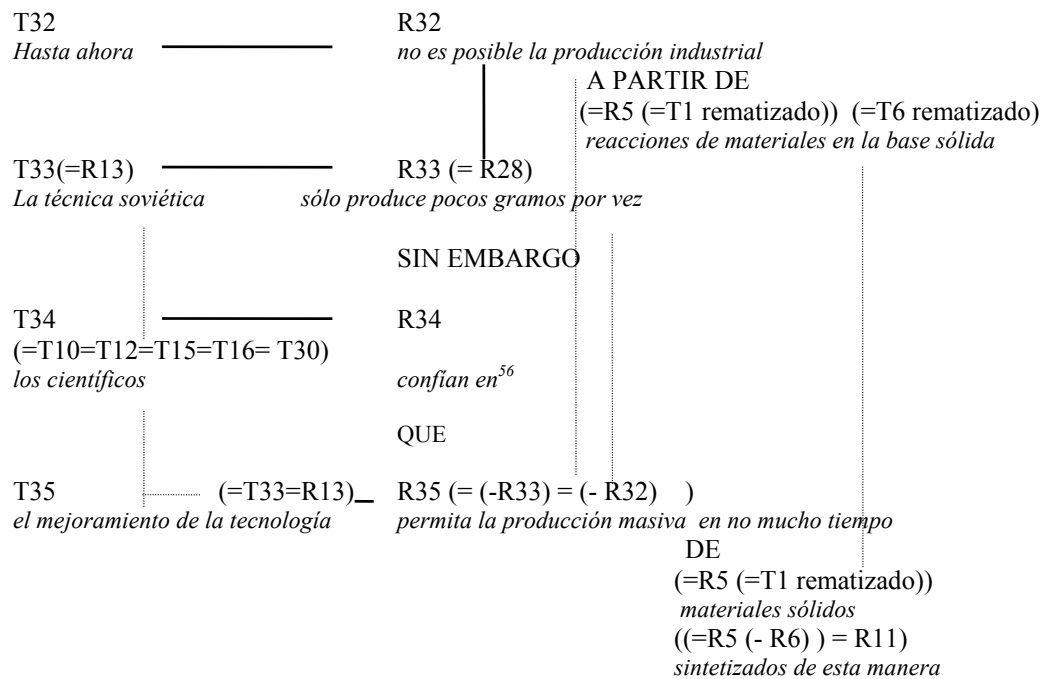 T32 R32
Hasta ahora no es posible la producción industrial
A PARTIR DE
(=R5 (=T1 rematizado)) (=T6 rematizado)
reacciones de materiales en la base sólida
T33(=R13) R33 (= R28)
La técnica soviética sólo produce pocos gramos por vez
SIN EMBARGO
T34 R34
(=T10=T12=T15=T16= T30)
los científicos confían en56
QUE
T35 (=T33=R13) R35 (= (-R33) = (- R32) )
el mejoramiento de la tecnología permita la producción masiva en no mucho tiempo
DE
(=R5 (=T1 rematizado))
materiales sólidos
((=R5 (- R6) ) = R11)
sintetizados de esta manera